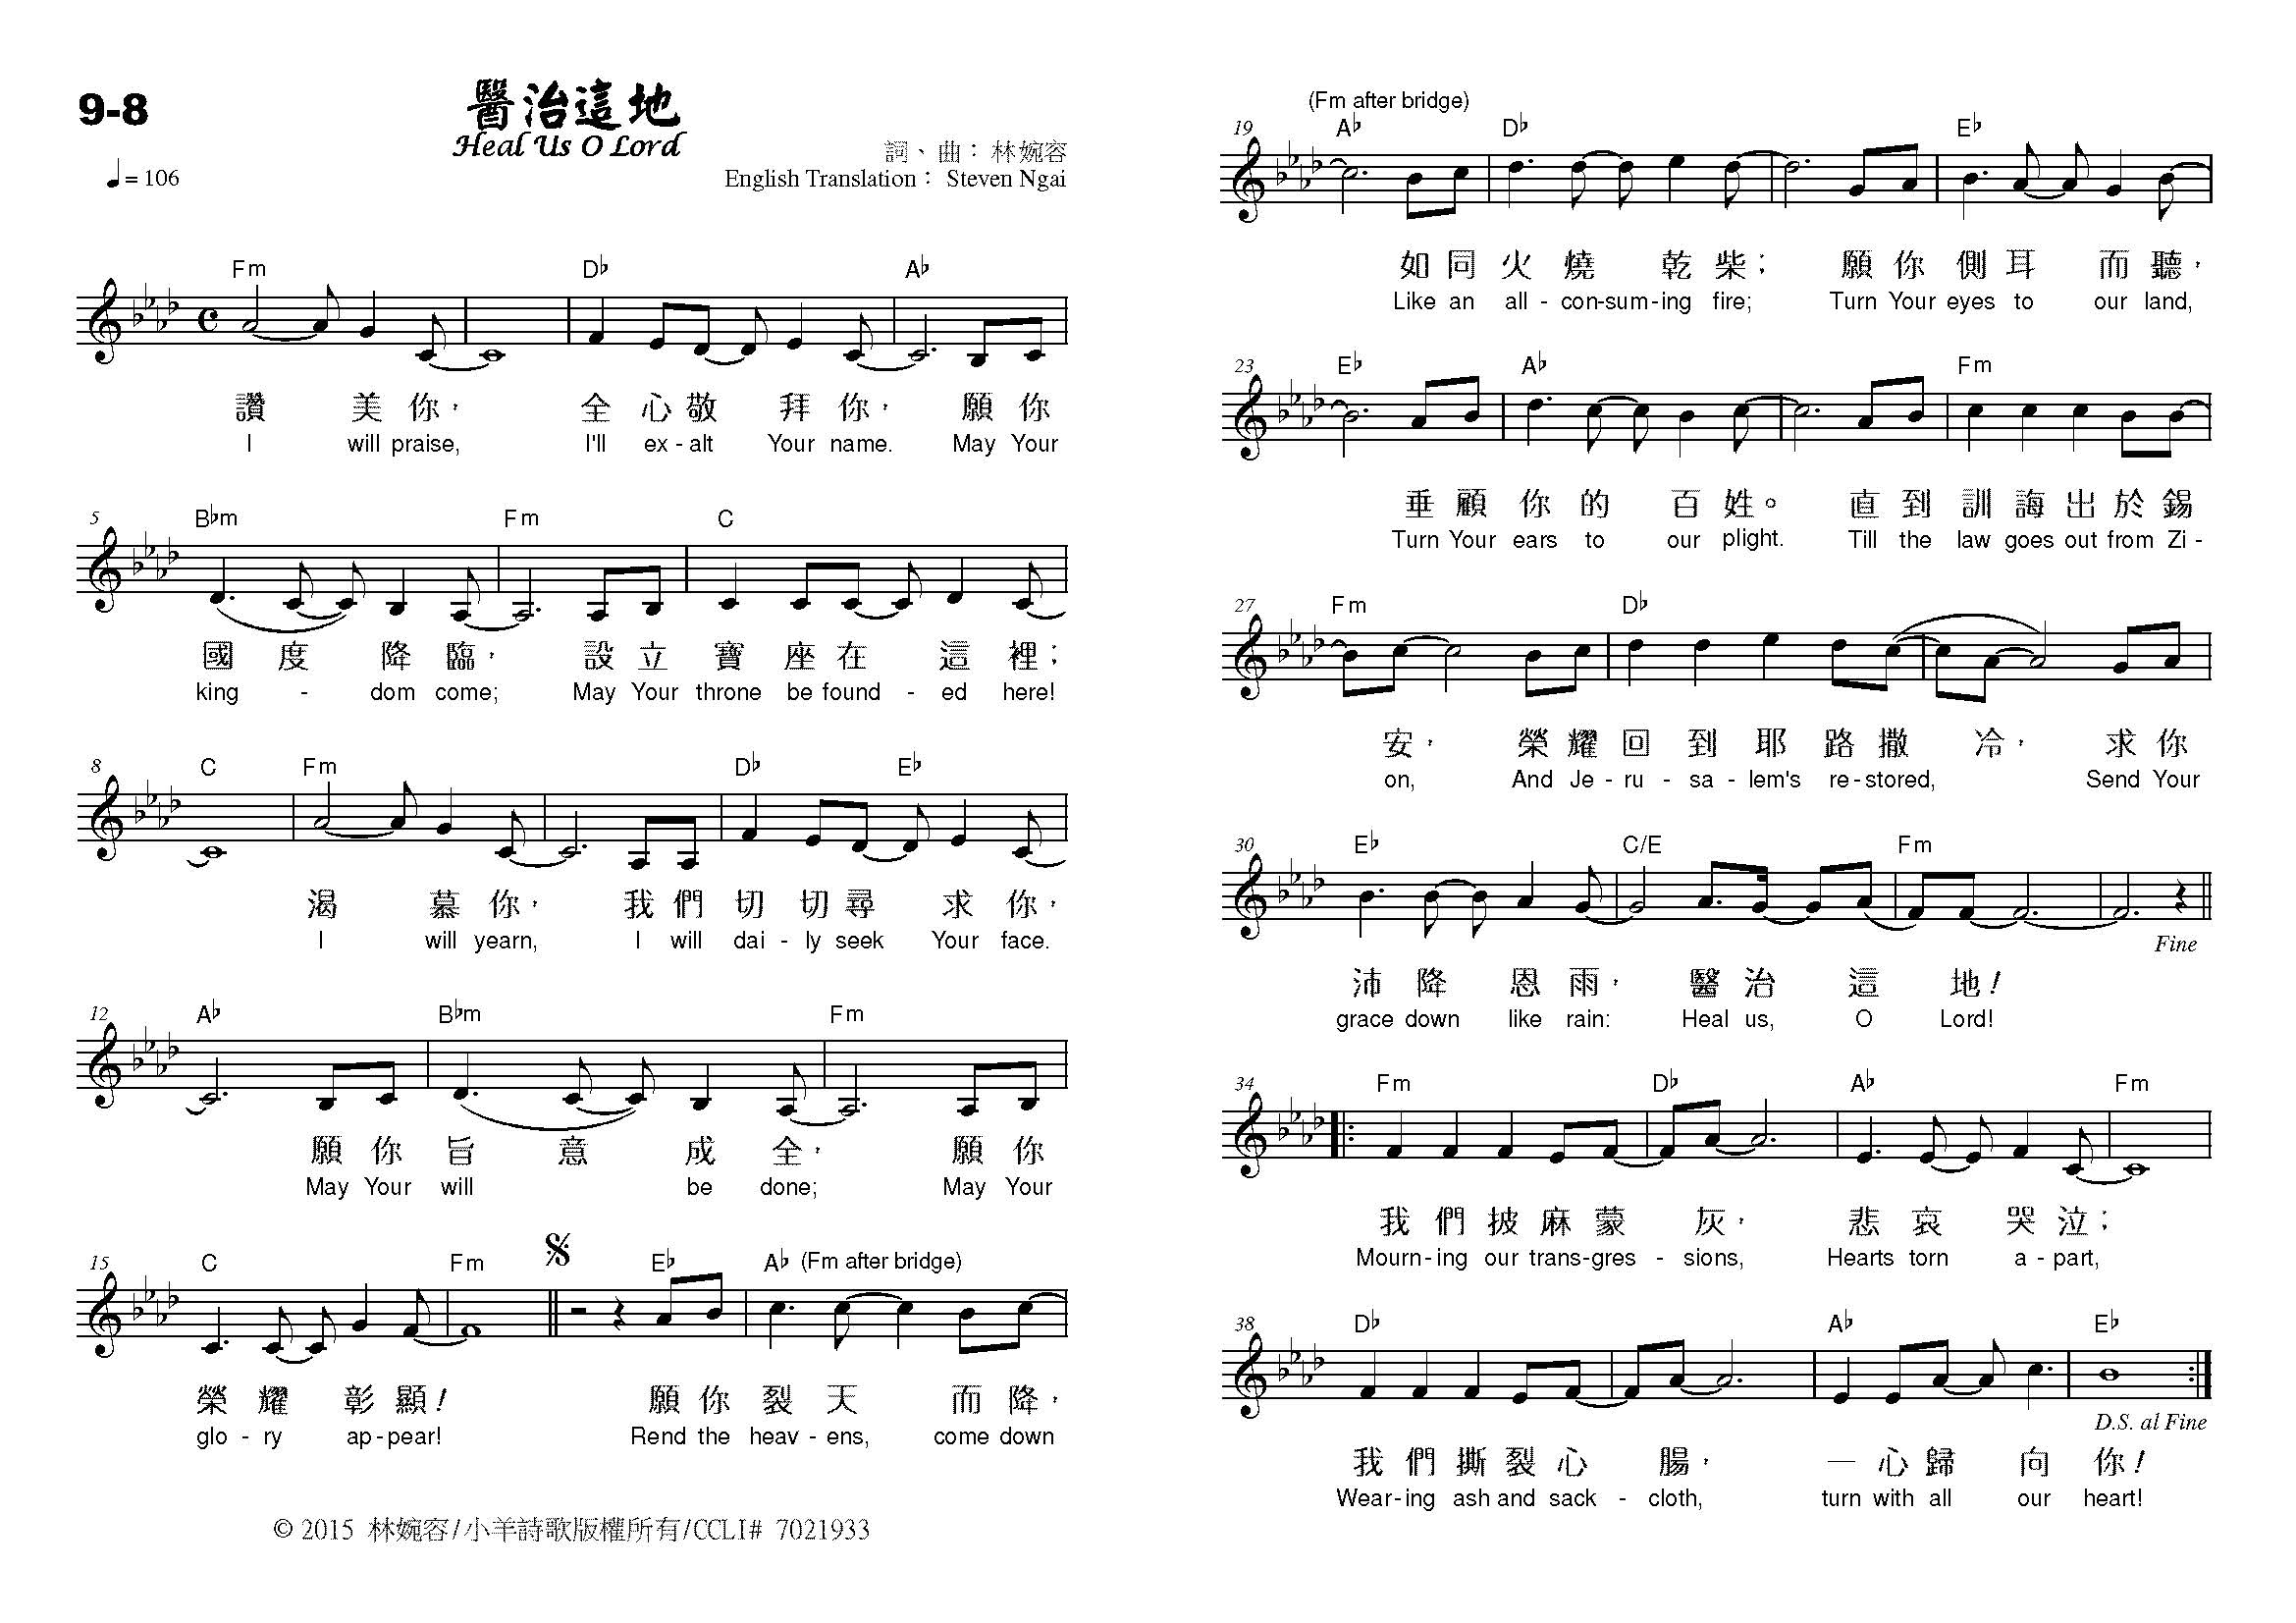 9-8
醫治這地
Heal Us O Lord
詞、曲：林婉容
♩= 106
English Translation： Steven Ngai
Fm D♭ A♭
讚 美 你， 全 心 敬 拜 你， 願 你
I will praise, I'll ex - alt Your name. May Your
5 B♭m Fm C
國 度 降 臨， 設 立 寶 座 在 這 裡；
king - dom come; May Your throne be found - ed here!
8 C Fm D♭ E♭
渴 慕 你， 我 們 切 切 尋 求 你，
I will yearn, I will dai - ly seek Your face.
12 A♭ B♭m Fm
願 你 旨 意 成 全， 願 你
May Your will be done; May Your
15 C Fm E♭ A♭ (Fm after bridge)
榮 耀 彰 顯！ 願 你 裂 天 而 降，
glo - ry ap - pear! Rend the heav - ens, come down
© 2015 林婉容/小羊詩歌版權所有/CCLI# 7021933
(Fm after bridge)
19 A♭ D♭ E♭
如 同 火 燒 乾 柴； 願 你 側 耳 而 聽，
Like an all - con-sum-ing fire; Turn Your eyes to our land,
23 E♭ A♭ Fm
垂 顧 你 的 百 姓。 直 到 訓 誨 出 於 錫
Turn Your ears to our plight. Till the law goes out from Zi -
27 Fm D♭
安， 榮 耀 回 到 耶 路 撒 冷， 求 你
on, And Je - ru - sa - lem's re - stored, Send Your
30 E♭ C/E Fm
Fine
沛 降 恩 雨， 醫 治 這 地！
grace down like rain: Heal us, O Lord!
34 Fm D♭ A♭ Fm
我 們 披 麻 蒙 灰， 悲 哀 哭 泣；
Mourn - ing our trans - gres - sions, Hearts torn a - part,
38 D♭ A♭ E♭
D.S. al Fine
我 們 撕 裂 心 腸， 一 心 歸 向 你！
Wear - ing ash and sack - cloth, turn with all our heart!